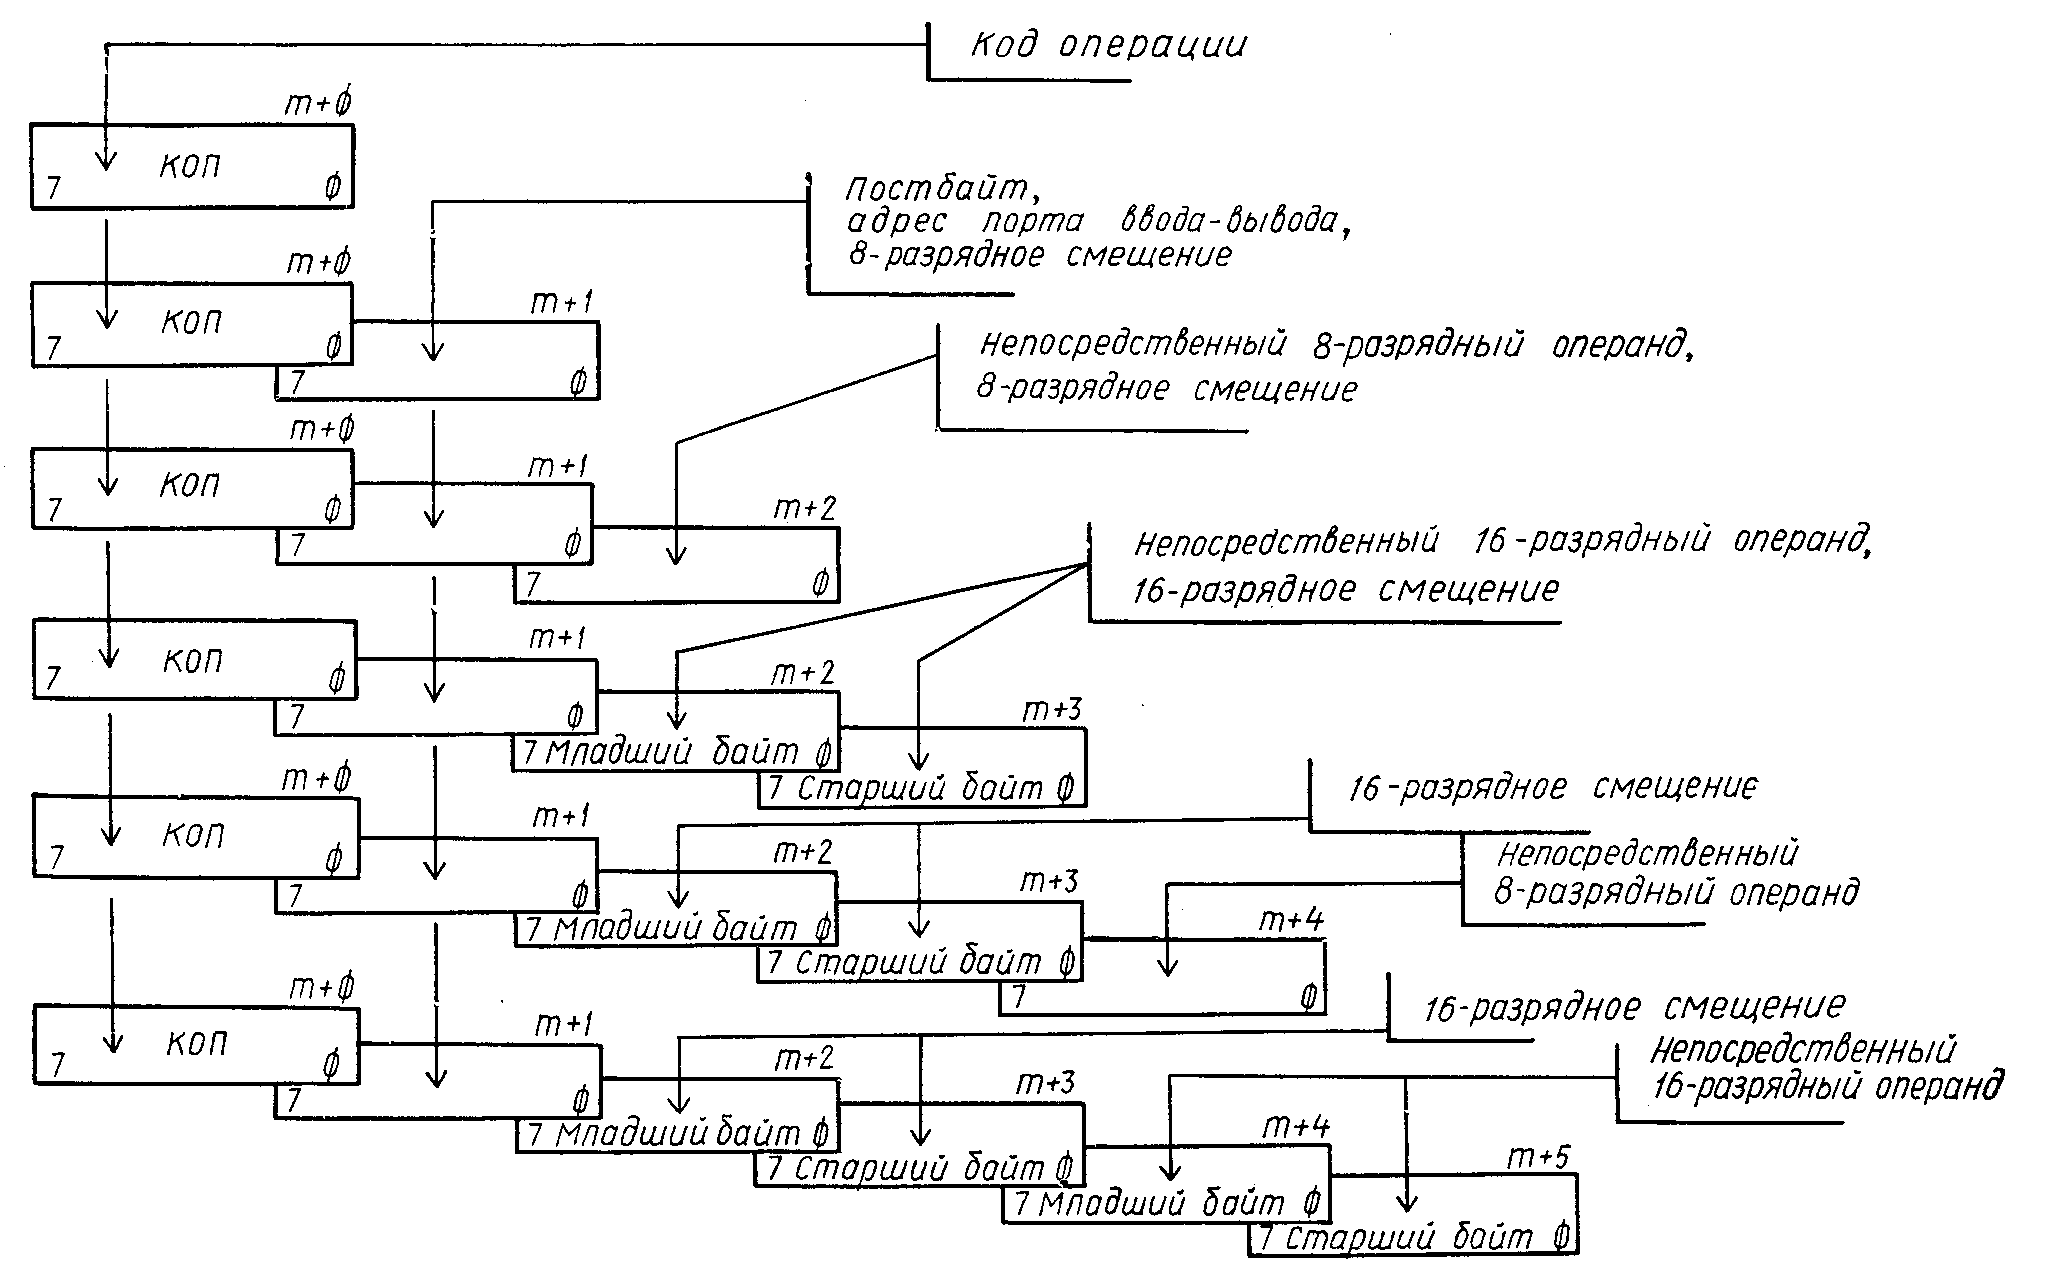 код операции
m+φ
КОП
7 φ
Постбайт,
адрес порта ввода-вывода,
8-разрядное смещение
m+φ
КОП
7 φ
m+1
7 φ
Непосредственный 8-разрядный операнд,
8-разрядное смещение
m+φ
КОП
7 φ
m+1
7 φ
m+2
7 φ
Непосредственный 16-разрядный операнд,
16-разрядное смещение
КОП
7 φ
m+1
7 φ
m+2
7 Младший байт φ
m+3
7 Старший байт φ
16-разрядное смещение
Непосредственный
8-разрядный операнд
m+φ
КОП
7 φ
m+1
7 φ
m+2
7 Младший байт φ
m+3
7 Старший байт φ
m+4
7 φ
16-разрядное смещение
Непосредственный
16-разрядный операнд
m+φ
КОП
7 φ
m+1
7 φ
m+2
7 Младший байт φ
m+3
7 Старший байт φ
m+4
7 Младший байт φ
m+5
7 Старший байт φ